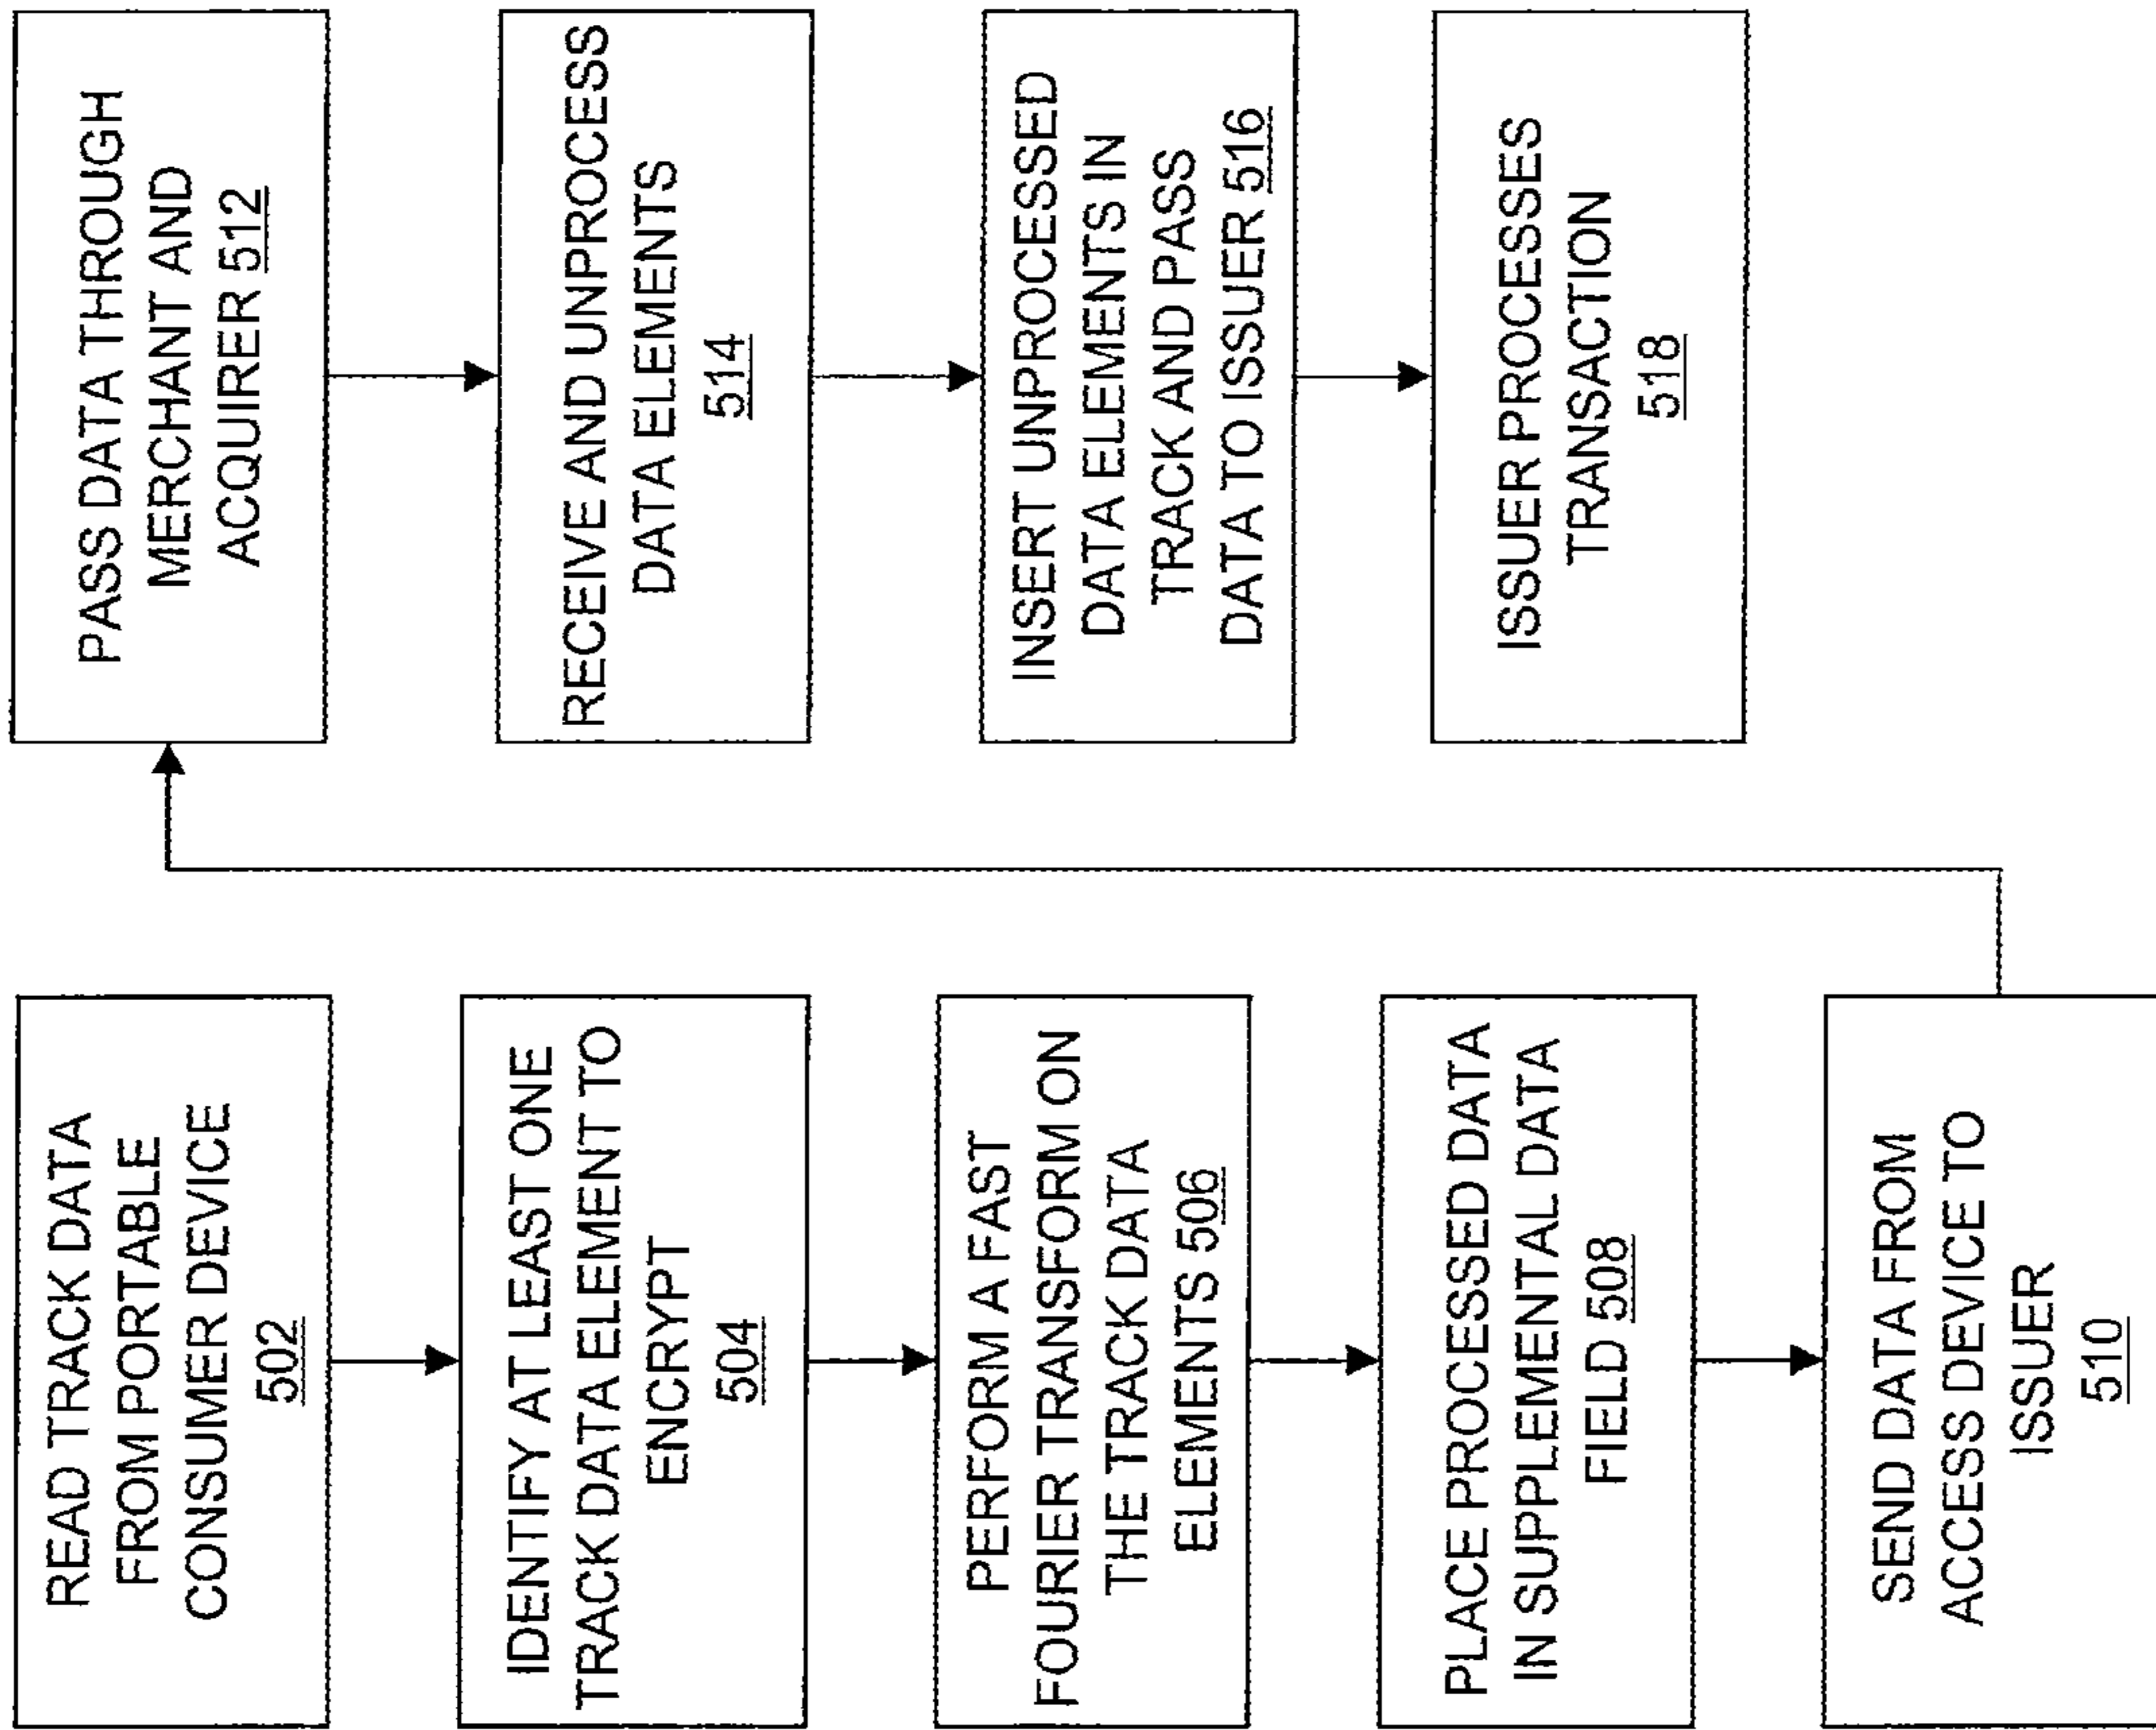 READ TRACK DATA
FROM PORTABLE
CONSUMER DEVICE
502
IDENTIFY AT LEAST ONE
TRACK DATA ELEMENT TO
ENCRYPT
504
PERFORM A FAST
FOURIER TRANSFORM ON
THE TRACK DATA
ELEMENTS 506
PLACE PROCESSED DATA
IN SUPPLEMENTAL DATA
FIELD 508
SEND DATA FROM
ACCESS DEVICE TO
ISSUER
510
PASS DATA THROUGH
MERCHANT AND
ACQUIRER 512
RECEIVE AND UNPROCESS
DATA ELEMENTS
514
INSERT UNPROCESSED
DATA ELEMENTS IN
TRACK AND PASS
DATA TO ISSUER 516
ISSUER PROCESSES
TRANSACTION
518